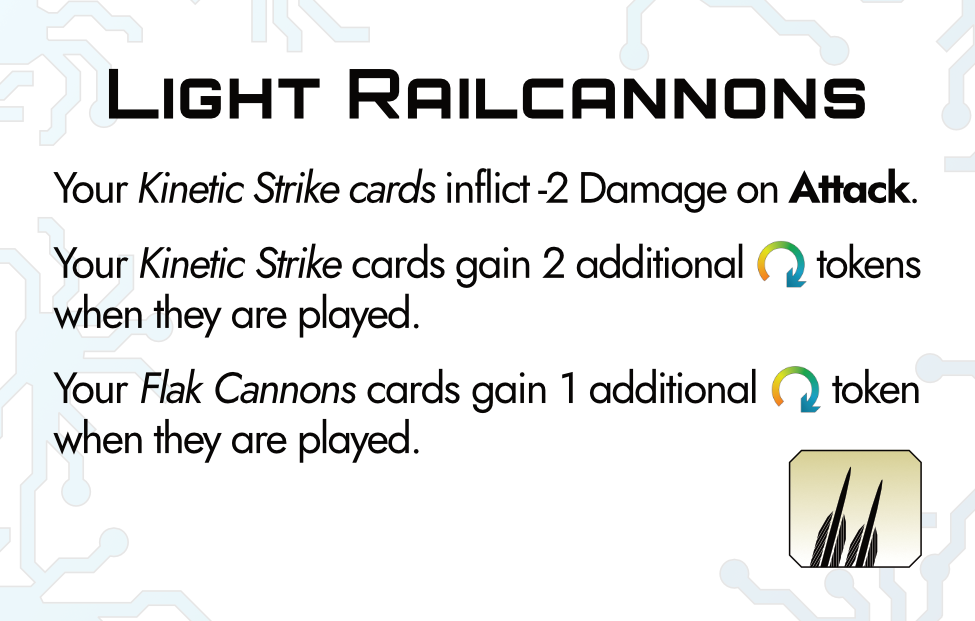 LIGHT RAILCANNONS
Your Kinetic Strike cards inflict -2 Damage on Attack.
Your Kinetic Strike cards gain 2 additional tokens
when they are played.
Your Flak Cannons cards gain 1 additional token
when they are played.